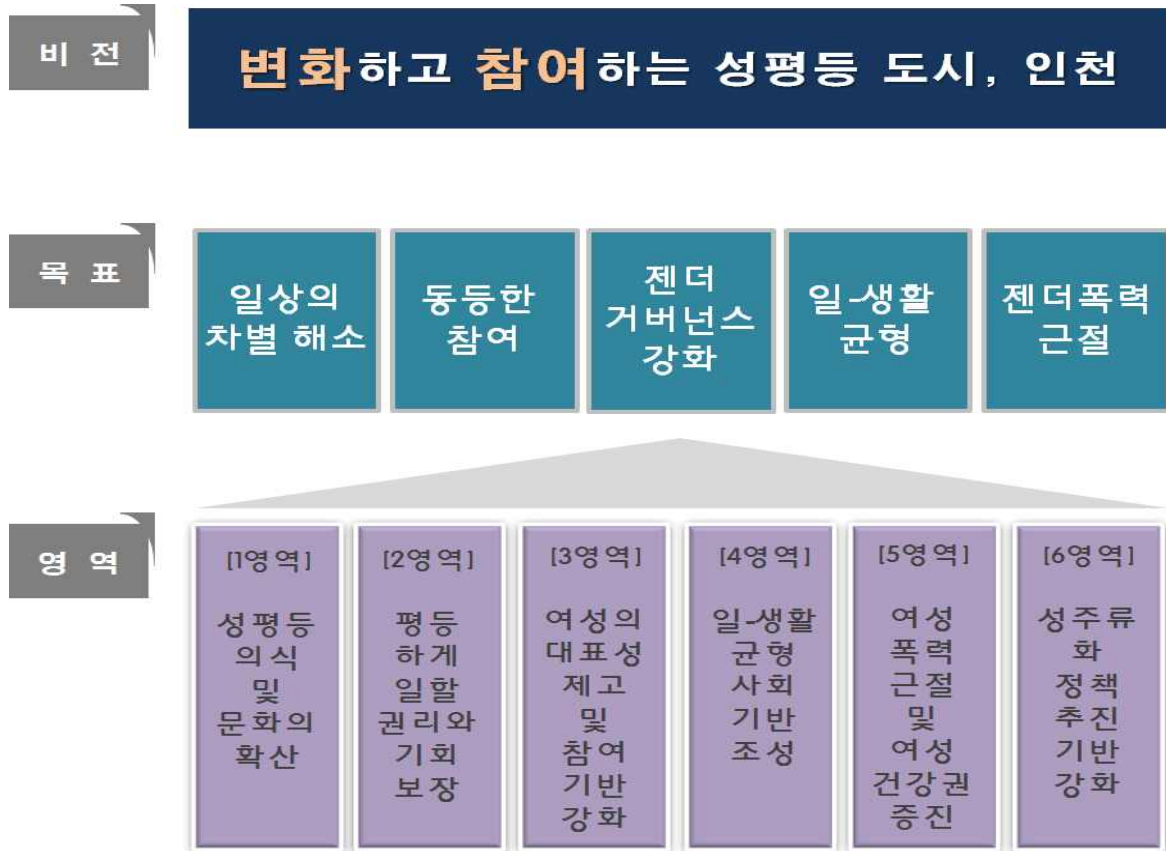 비 전
변화하고 참여하는 성평등 도시, 인천
목 표
일상의
차별 해소
동등한
참여
젠더
거버넌스
강화
일-생활
균형
젠더폭력
근절
영 역
[1영역]
성평등
의식
및
문화의
확산
[2영역]
평등
하게
일할
권리와
기회
보장
[3영역]
여성의
대표성
제고
및
참여
기반
강화
[4영역]
일-생활
균형
사회
기반
조성
[5영역]
여성
폭력
근절
및
여성
건강권
증진
[6영역]
성주류
화
정책
추진
기반
강화